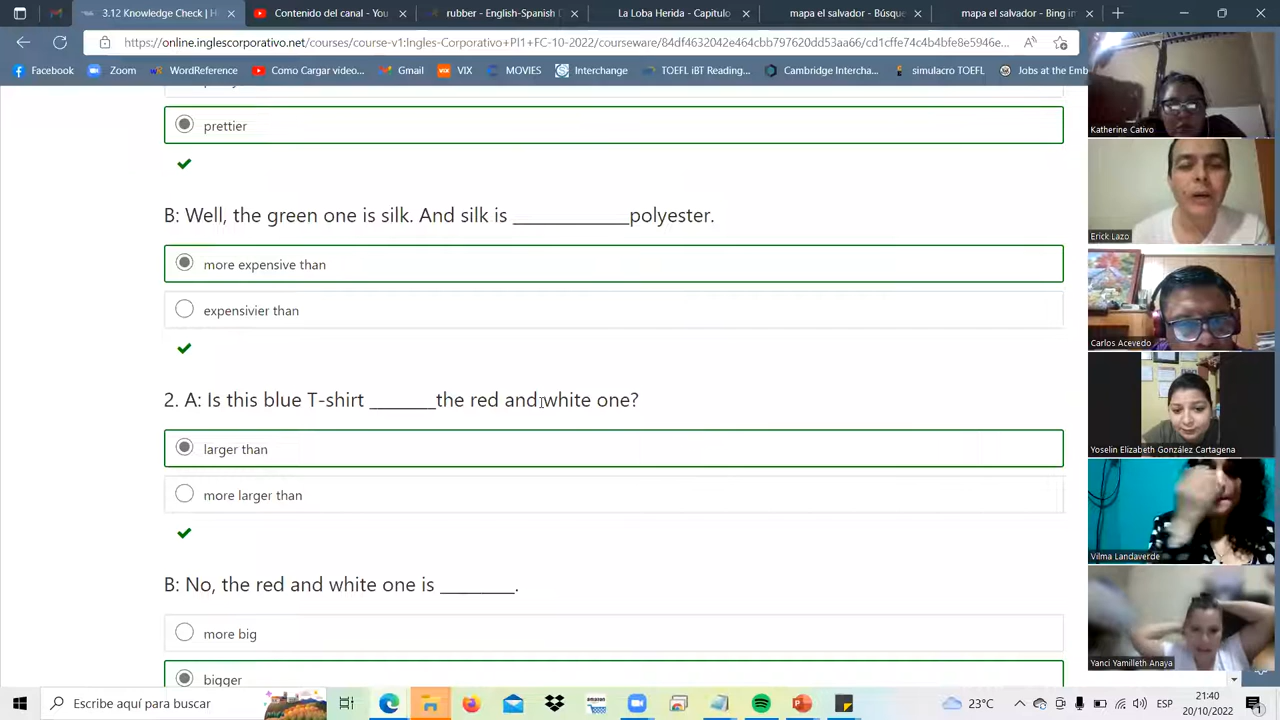 3.12 Knowledge Check | H
Contenido del canal - You
rubber - English-Spanish D
La Loba Herida - Capitulo
mapa el salvador - Búsque
mapa el salvador - Bing in
https://online.inglescorporativo.net/courses/course-v1:Ingles-Corporativo+PI1+FC-10-2022/courseware/84df4632042e464cbb797620dd53aa66/cd1cffe74c4b4bfe8e5946e...
Facebook
Zoom
WordReference
Como Cargar vídeo...
Gmail
VIX
MOVIES
Interchange
TOEFL iBT Reading...
Cambridge Intercha...
simulacro TOEFL
Jobs at the Emb
prettier
B: Well, the green one is silk. And silk is _____________polyester.
more expensive than
expensivier than
2. A: Is this blue T-shirt _______the red and white one?
larger than
more larger than
B: No, the red and white one is ________.
more big
bigger
Katherine Cativo
Erick Lazo
Carlos Acevedo
Yoselin Elizabeth González Cartagena
Vilma Landaverde
Yanci Yamilleth Anaya
Escribe aquí para buscar
23°C
ESP
21:40
20/10/2022